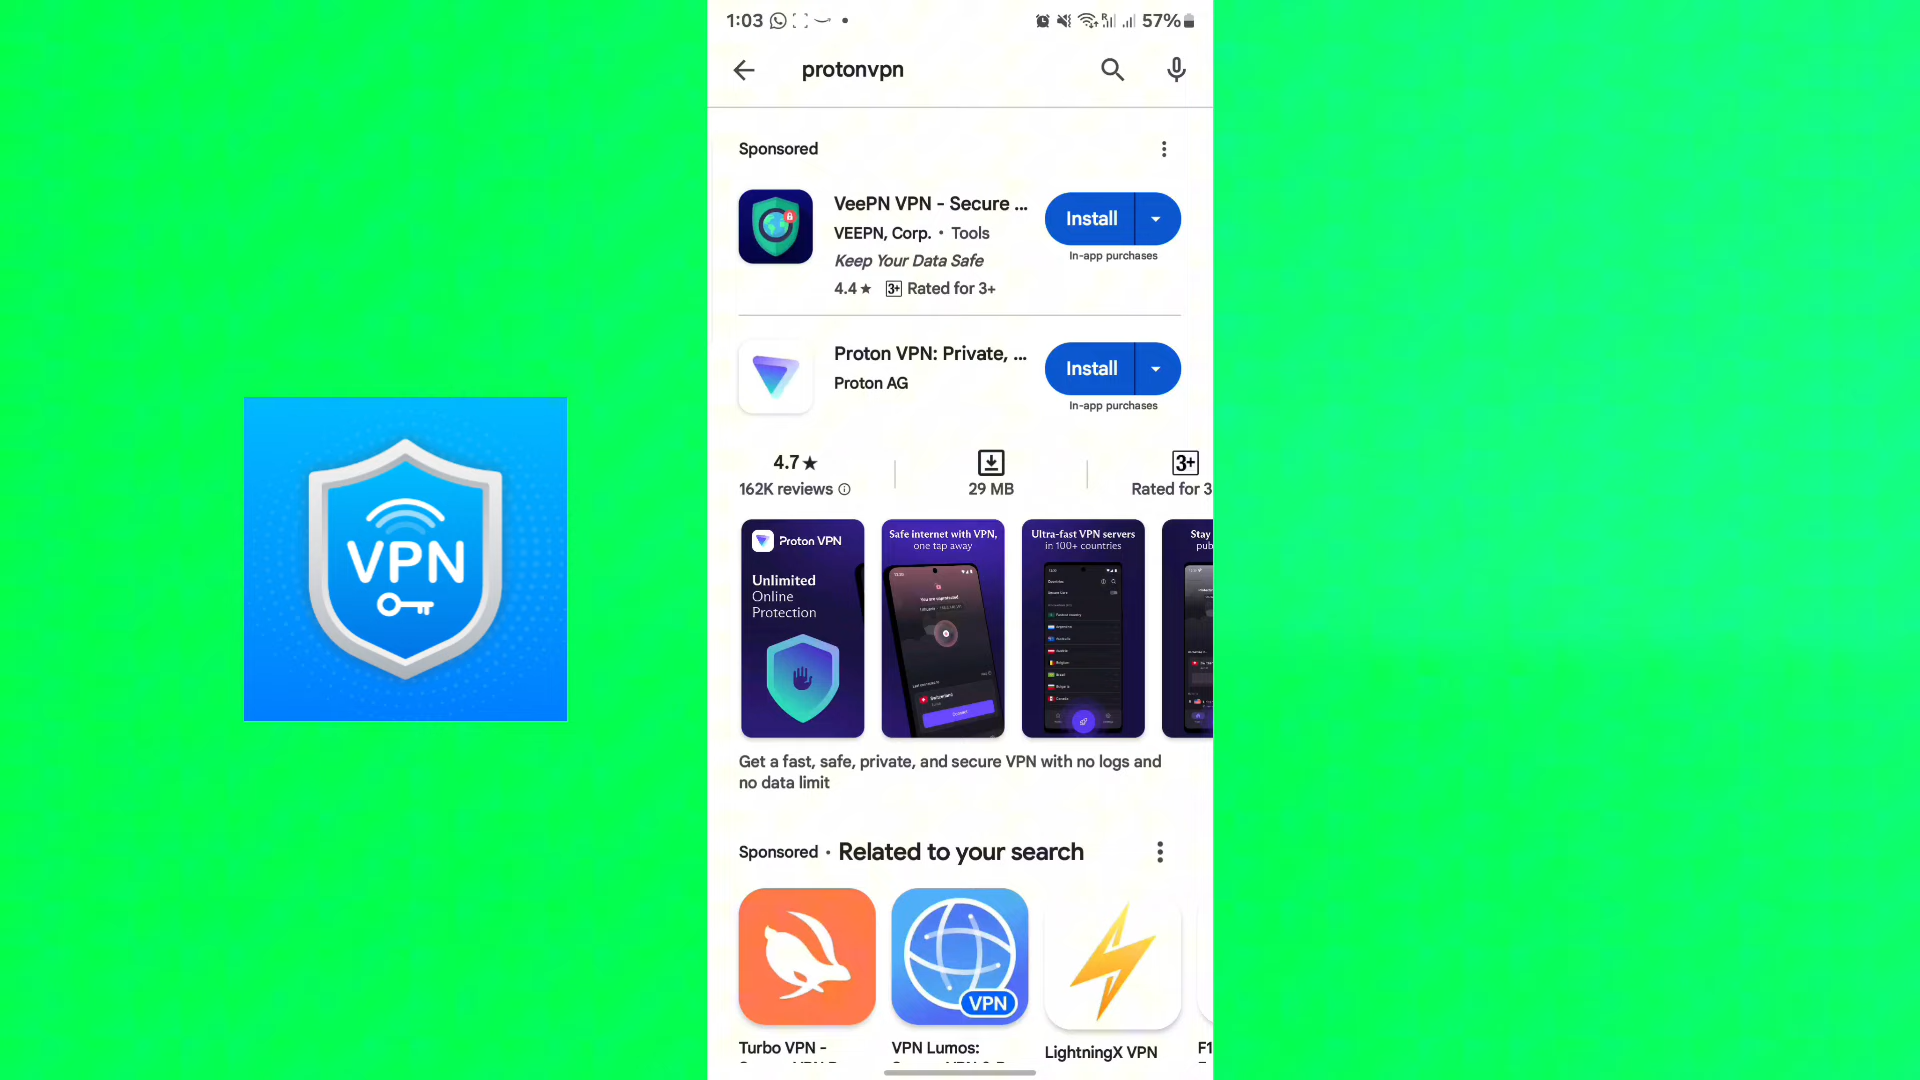 1:03
57%
protonvpn
Sponsored
VeePN VPN - Secure ...
VEEPN, Corp. • Tools
Keep Your Data Safe
4.4★ 3+ Rated for 3+
Install
In-app purchases
Proton VPN: Private, ...
Proton AG
Install
In-app purchases
4.7★
162K reviews
29 MB
3+
Rated for 3
Proton VPN
Unlimited
Online
Protection
Safe internet with VPN,
one tap away
Ultra-fast VPN servers
in 100+ countries
Stay
pub
Get a fast, safe, private, and secure VPN with no logs and
no data limit
Sponsored • Related to your search
VPN
Turbo VPN -
VPN Lumos:
LightningX VPN
F1
VPN